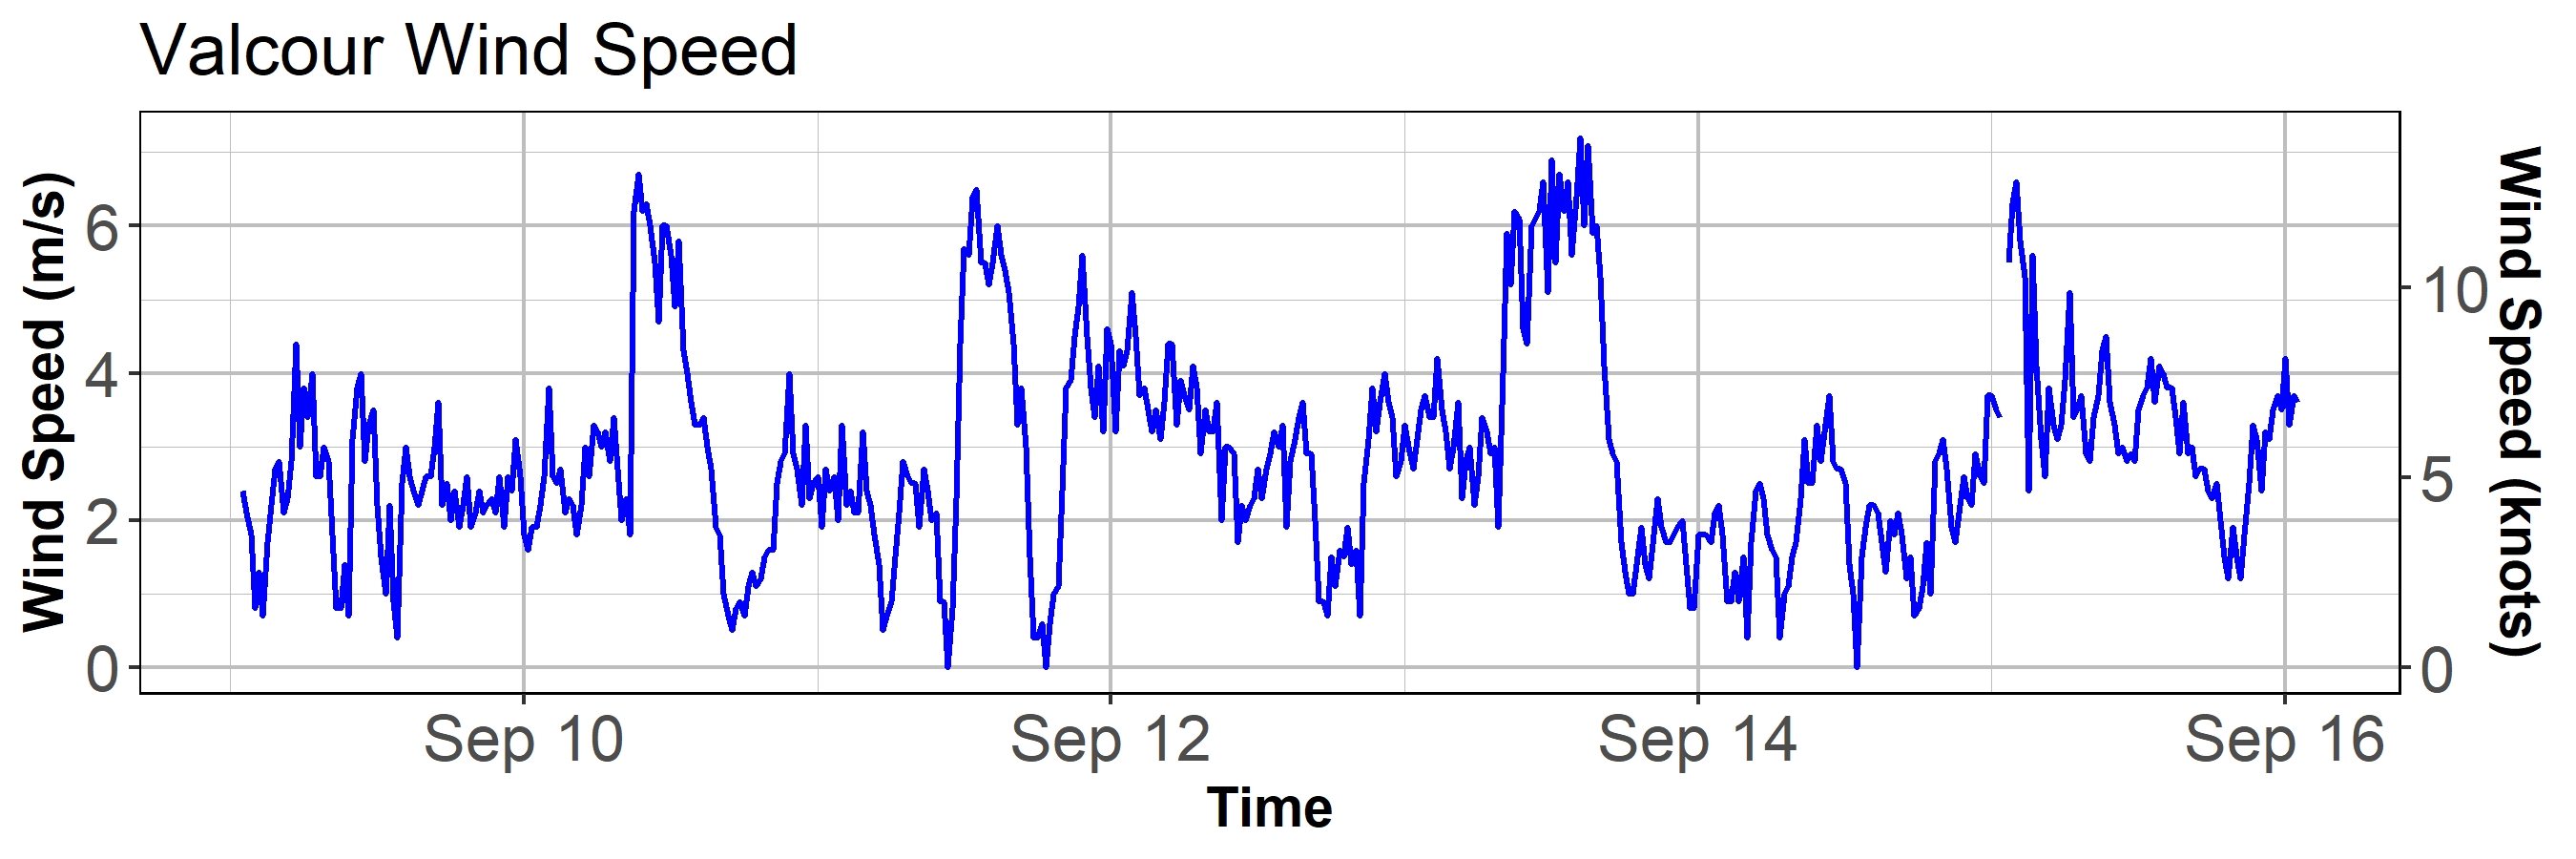 Valcour Wind Speed
Wind Speed (m/s)
6
4
2
0
Wind Speed (knots)
10
5
0
Sep 10
Sep 12
Sep 14
Sep 16
Time